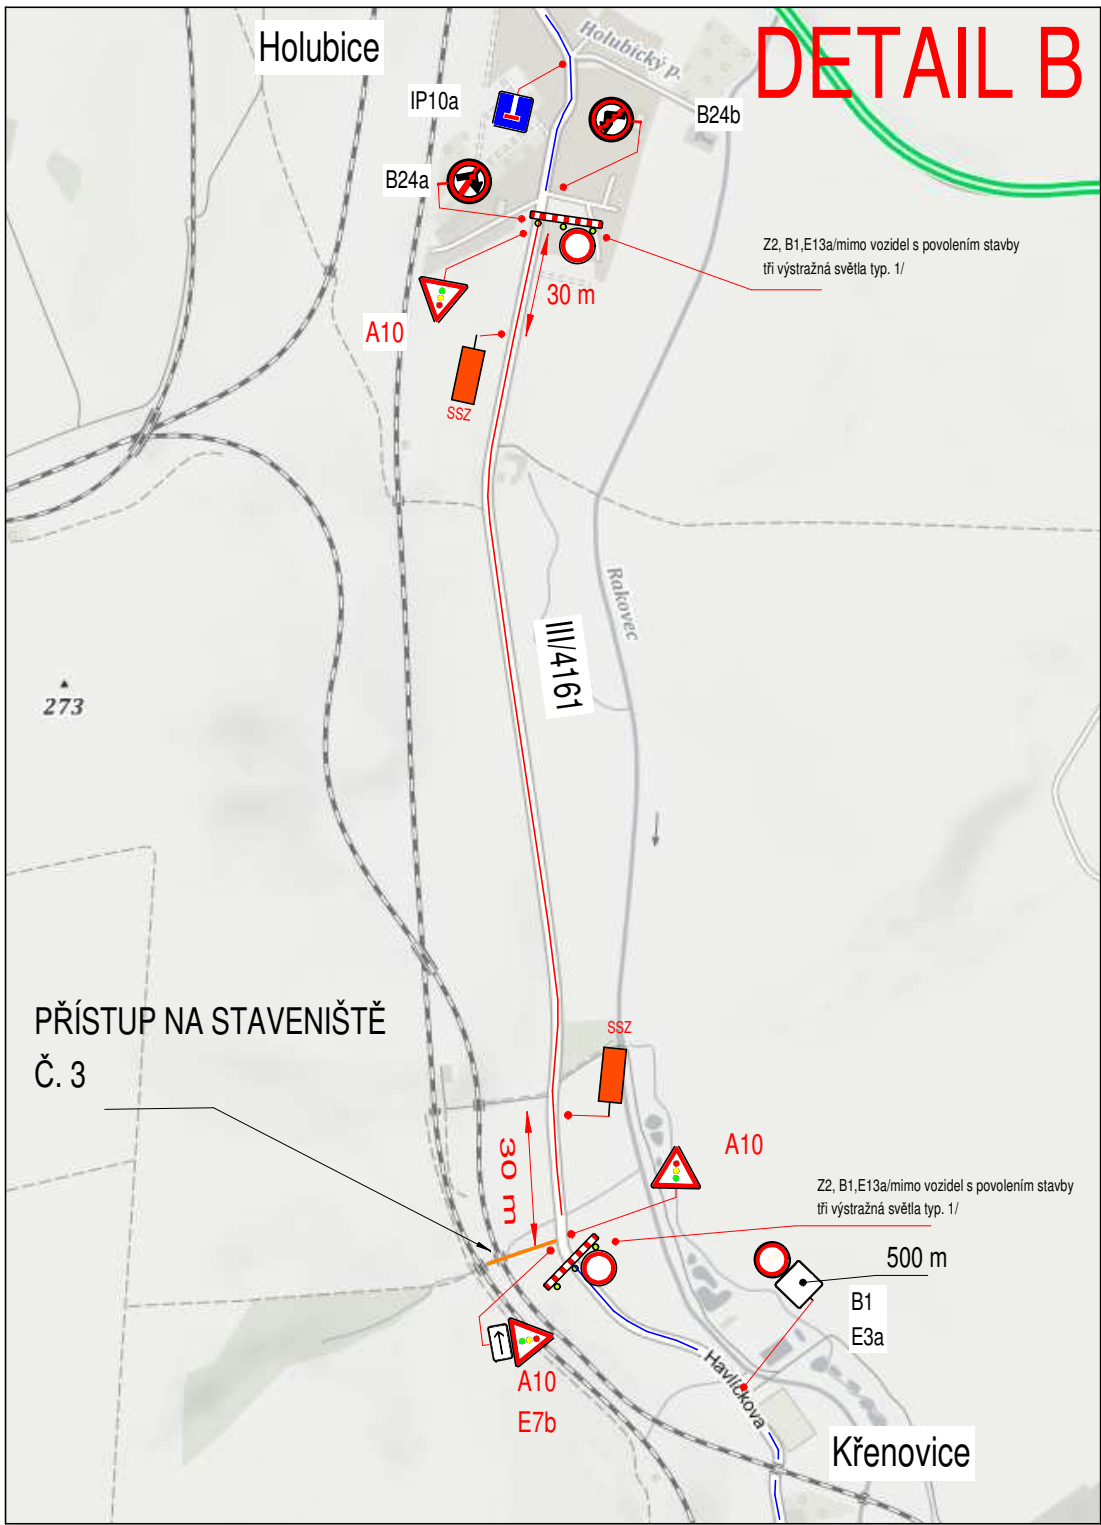 DETAIL B
Holubice
Holubický p.
IP10a
B24b
B24a
Z2, B1,E13a/mimo vozidel s povolením stavby
tři výstražná světla typ. 1/
30 m
A10
SSZ
Rakovec
III/4161
273
PŘÍSTUP NA STAVENIŠTĚ
Č. 3
SSZ
30 m
A10
Z2, B1,E13a/mimo vozidel s povolením stavby
tři výstražná světla typ. 1/
500 m
B1
E3a
A10
E7b
Havlíčkova
Křenovice